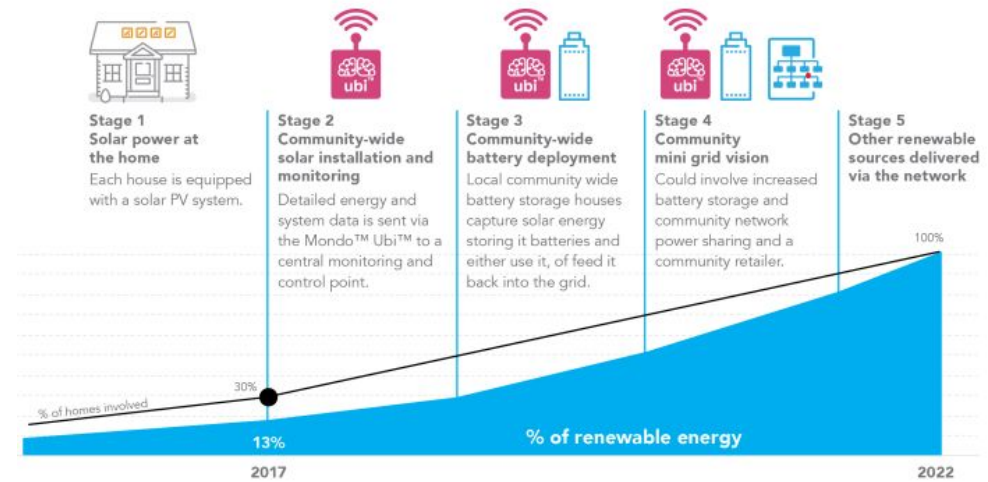 ubi™
ubi™
ubi™
Stage 1
Solar power at
the home
Each house is equipped
with a solar PV system.
Stage 2
Community-wide
solar installation and
monitoring
Detailed energy and
system data is sent via
the Mondo™ Ubi™ to a
central monitoring and
control point.
Stage 3
Community-wide
battery deployment
Local community wide
battery storage houses
capture solar energy
storing it batteries and
either use it, of feed it
back into the grid.
Stage 4
Community
mini grid vision
Could involve increased
battery storage and
community network
power sharing and a
community retailer.
Stage 5
Other renewable
sources delivered
via the network
100%
30%
% of homes involved
13%
% of renewable energy
2017
2022